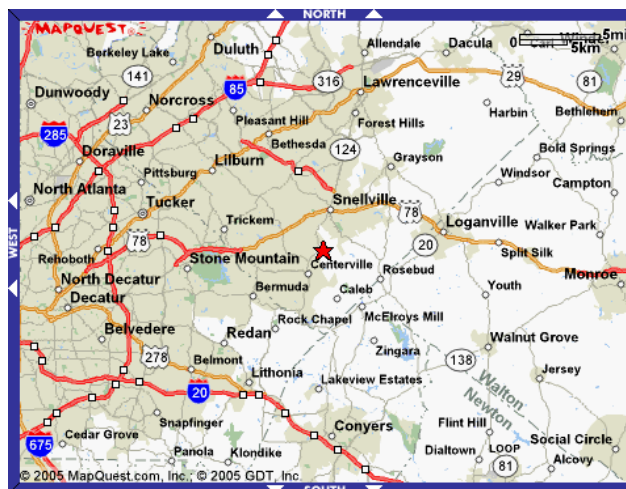 NORTH
MAPQUEST
Duluth
Allendale
Dacula
5mi
5km
Berkeley Lake
141
316
29
81
Dunwoody
85
Lawrenceville
Norcross
Harbin
Bethlehem
23
Pleasant Hill
Forest Hills
285
Bethesda
Doraville
124
Bold Springs
Lilburn
Grayson
Pittsburg
Windsor
Campton
North Atlanta
Tucker
Snellville
78
Trickem
Loganville
Walker Park
WEST
78
20
Split Silk
Rehoboth
Stone Mountain
Centerville
Rosebud
Monroe
North Decatur
Bermuda
Caleb
Youth
Decatur
Rock Chapel
McElroys Mill
Belvedere
Redan
Walnut Grove
Zingara
278
Belmont
138
Lithonia
Lakeview Estates
Jersey
20
Walton
Newton
Snapfinger
Conyers
Flint Hill
675
Cedar Grove
Social Circle
Panola
Klondike
Dialtown
LOOP
81
Alcovy
© 2005 MapQuest.com, Inc.; © 2005 GDT, Inc.
SOUTH